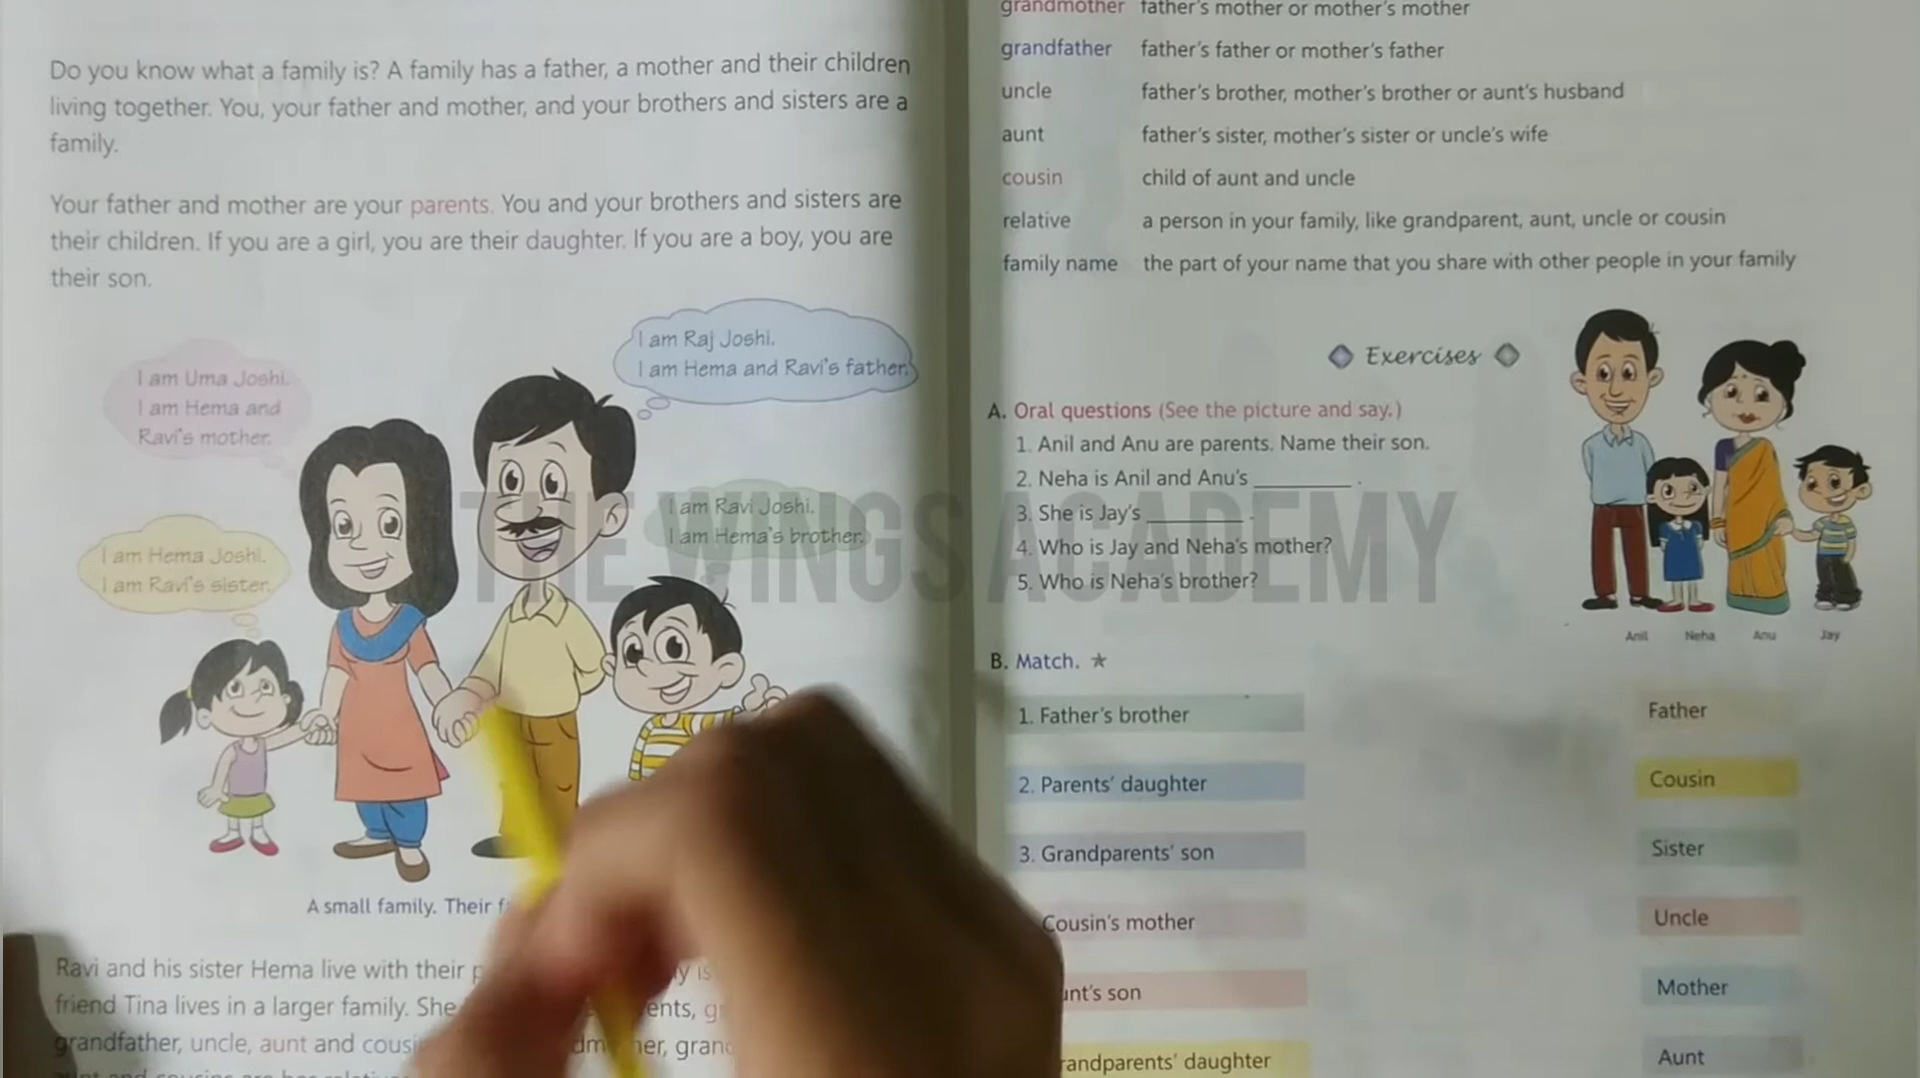 Do you know what a family is? A family has a father, a mother and their children
living together. You, your father and mother, and your brothers and sisters are a
family.
Your father and mother are your parents. You and your brothers and sisters are
their children. If you are a girl, you are their daughter. If you are a boy, you are
their son.
I am Raj Joshi.
I am Hema and Ravi's father.
I am Uma Joshi.
I am Hema and
Ravi's mother.
I am Ravi Joshi.
I am Hema's brother.
I am Hema Joshi.
I am Ravi's sister.
A small family. Their
Ravi and his sister Hema live with their
friend Tina lives in a larger family. She
grandfather, uncle, aunt and
grandmother father's mother or mother's mother
grandfather father's father or mother's father
uncle father's brother, mother's brother or aunt's husband
aunt father's sister, mother's sister or uncle's wife
cousin child of aunt and uncle
relative a person in your family, like grandparent, aunt, uncle or cousin
family name the part of your name that you share with other people in your family
Exercises
A. Oral questions (See the picture and say.)
1. Anil and Anu are parents. Name their son.
2. Neha is Anil and Anu's ________ .
3. She is Jay's ________ .
4. Who is Jay and Neha's mother?
5. Who is Neha's brother?
Anil Neha Anu Jay
B. Match. ★
1. Father's brother Father
2. Parents' daughter Cousin
3. Grandparents' son Sister
Cousin's mother Uncle
son Mother
daughter Aunt
THE WINGS ACADEMY